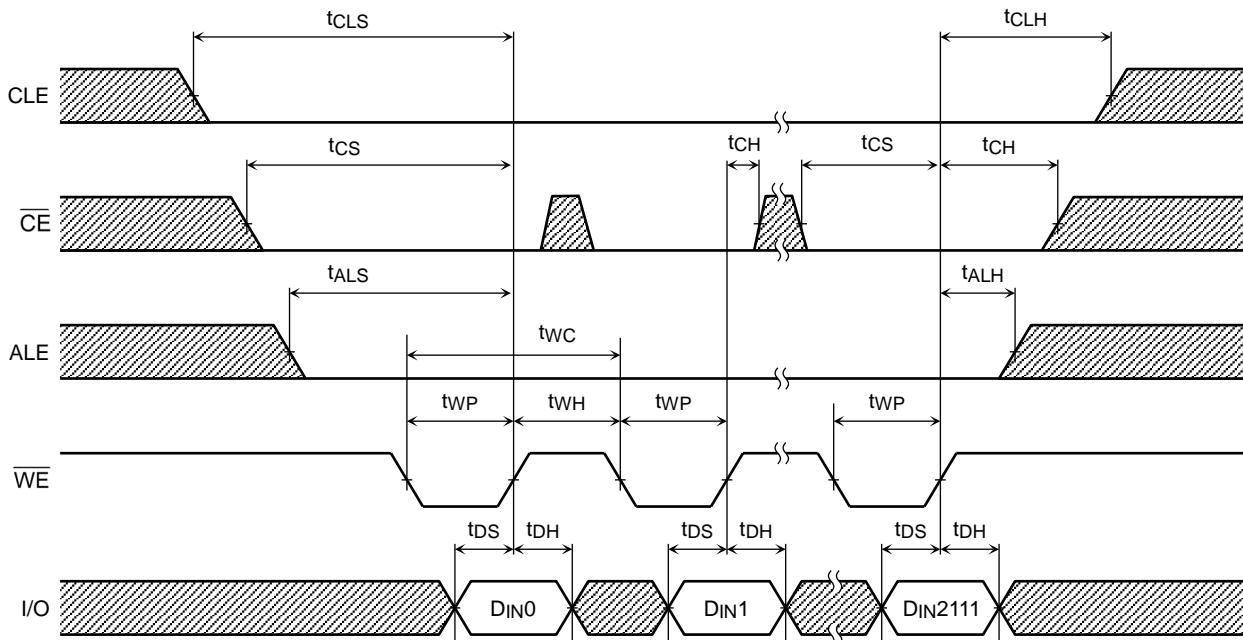 tCLS
tCLH
CLE
tCS
tCH
tCS
tCH
CE
tALS
tALH
tWC
ALE
tWP
tWH
tWP
tWP
WE
tDS
tDH
tDS
tDH
tDS
tDH
I/O
DIN0
DIN1
DIN2111